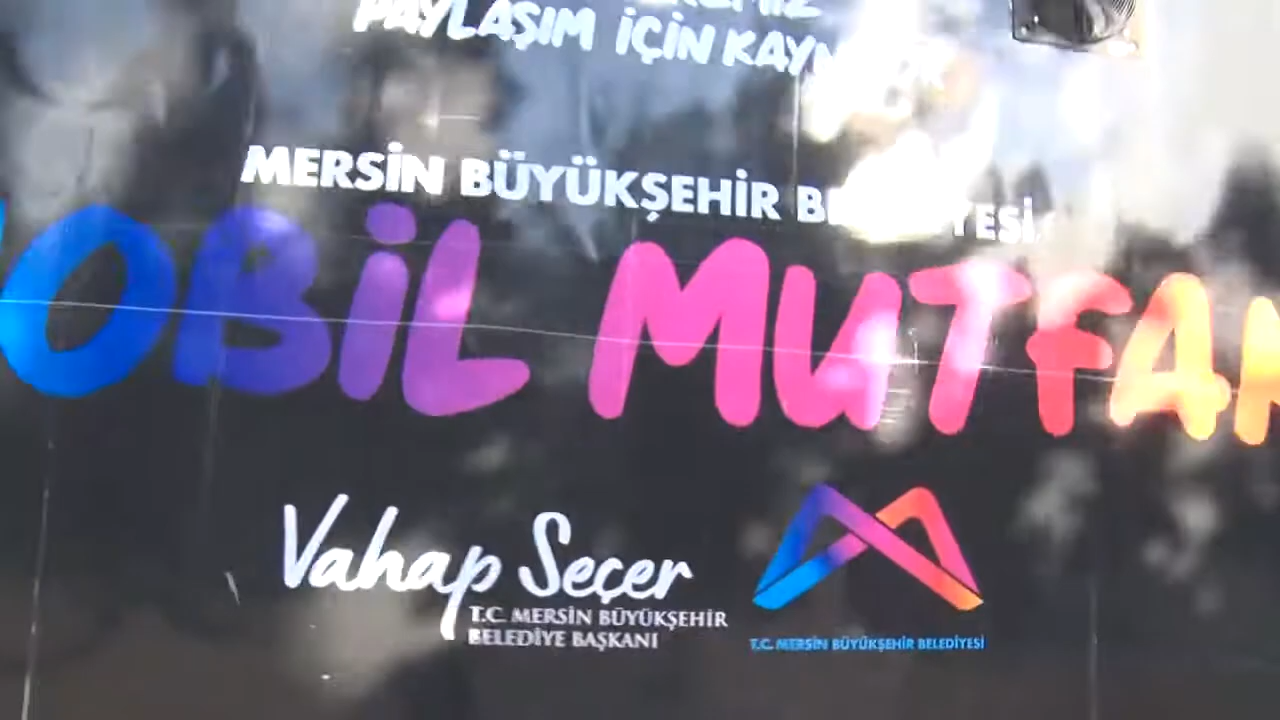 PAYLAŞIM İÇİN
MERSİN BÜYÜKŞEHİR
OBİL MUTFA
Vahap Seçer
T.C. MERSİN BÜYÜKŞEHİR
BELEDİYE BAŞKANI
T.C. MERSİN BÜYÜKŞEHİR BELEDİYESİ